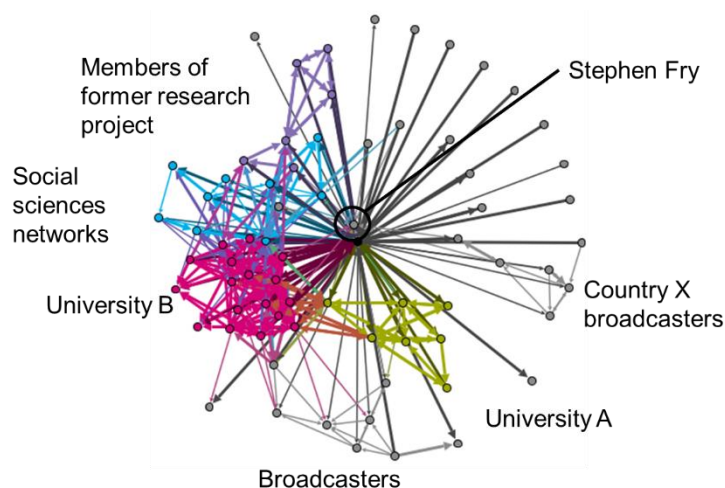 Members of
former research
project
Stephen Fry
Social
sciences
networks
University B
Country X
broadcasters
University A
Broadcasters